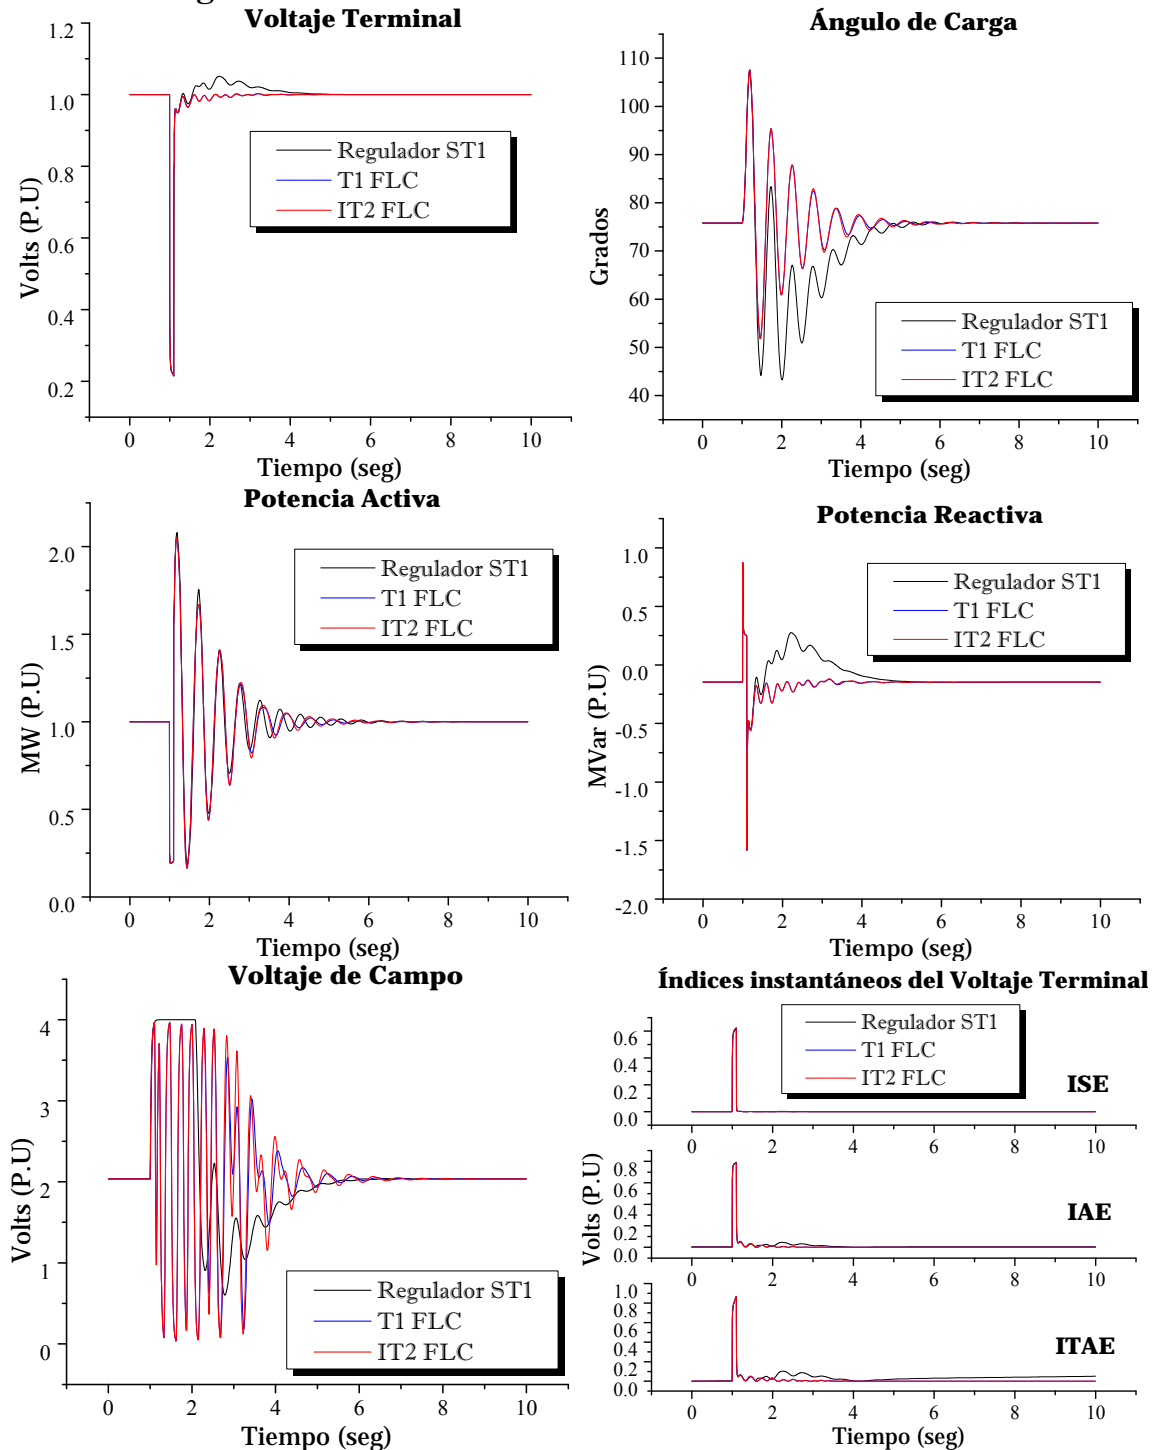 Voltaje Terminal
1.2
1.0
0.8
0.6
0.4
0.2
Volts (P.U)
Regulador ST1
T1 FLC
IT2 FLC
0 2 4 6 8 10
Tiempo (seg)
Ángulo de Carga
110
100
90
80
70
60
50
40
Grados
Regulador ST1
T1 FLC
IT2 FLC
0 2 4 6 8 10
Tiempo (seg)
Potencia Activa
2.0
1.5
1.0
0.5
0.0
MW (P.U)
Regulador ST1
T1 FLC
IT2 FLC
0 2 4 6 8 10
Tiempo (seg)
Potencia Reactiva
1.0
0.5
0.0
-0.5
-1.0
-1.5
-2.0
MVar (P.U)
Regulador ST1
T1 FLC
IT2 FLC
0 2 4 6 8 10
Tiempo (seg)
Voltaje de Campo
4
3
2
1
0
Volts (P.U)
Regulador ST1
T1 FLC
IT2 FLC
0 2 4 6 8 10
Tiempo (seg)
Índices instantáneos del Voltaje Terminal
Regulador ST1
T1 FLC
IT2 FLC
0.6
0.4
0.2
0.0
ISE
0 2 4 6 8 10
Volts (P.U)
0.8
0.6
0.4
0.2
0.0
IAE
0 2 4 6 8 10
1.0
0.8
0.6
0.4
0.2
0.0
ITAE
0 2 4 6 8 10
Tiempo (seg)